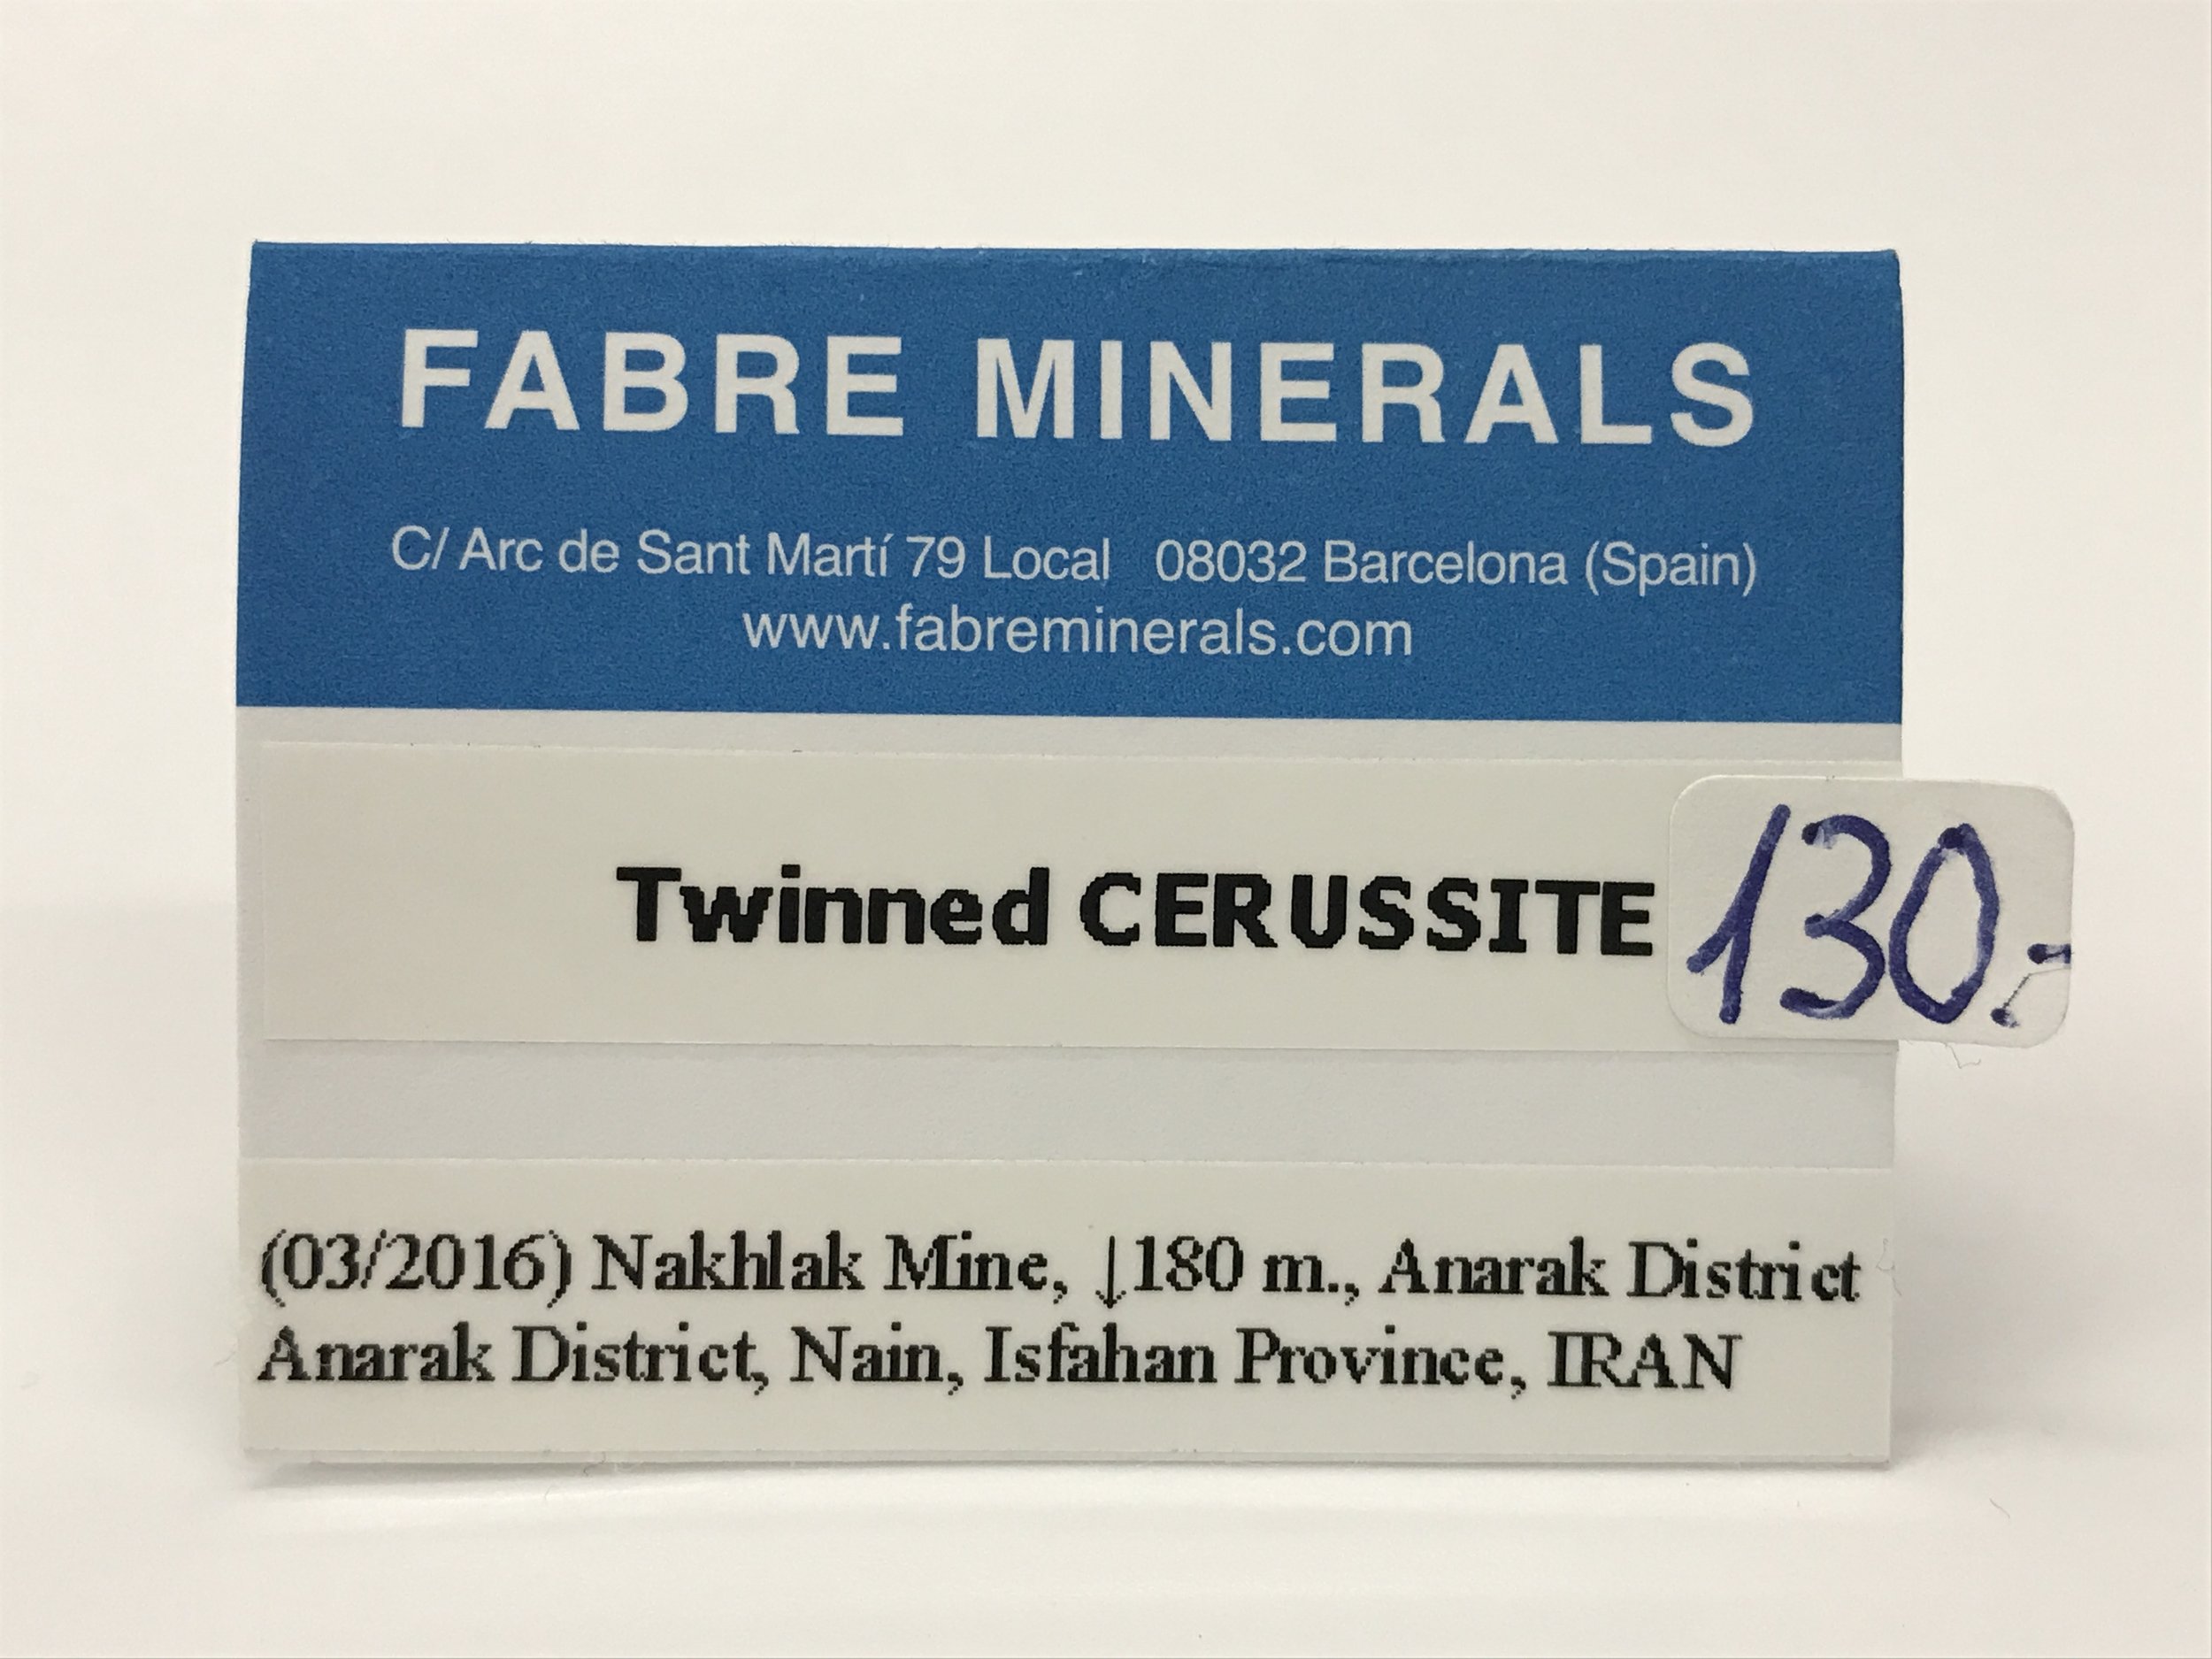 FABRE MINERALS
C/ Arc de Sant Martí 79 Local 08032 Barcelona (Spain)
www.fabreminerals.com
Twinned CERUSSITE
130.-
(03/2016) Nakhlak Mine, ↓180 m., Anarak District
Anarak District, Nain, Isfahan Province, IRAN